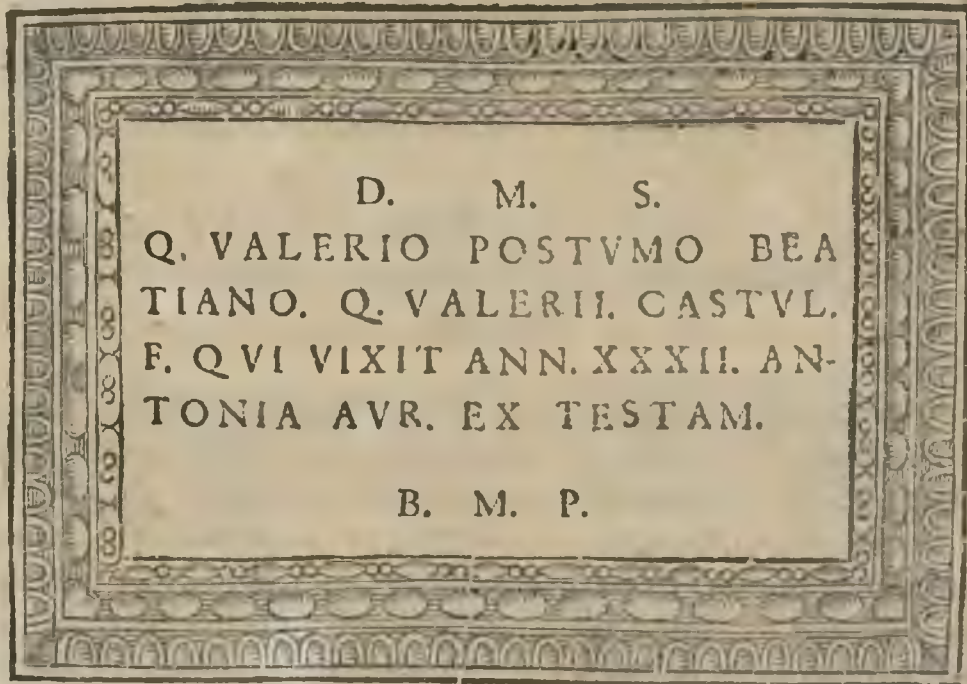 D. M. S.
Q. VALERIO POSTVMO BEA
TIANO. Q. VALERII. CASTVL.
F. QVI VIXIT ANN. XXXII. AN-
TONIA AVR. EX TESTAM.
B. M. P.